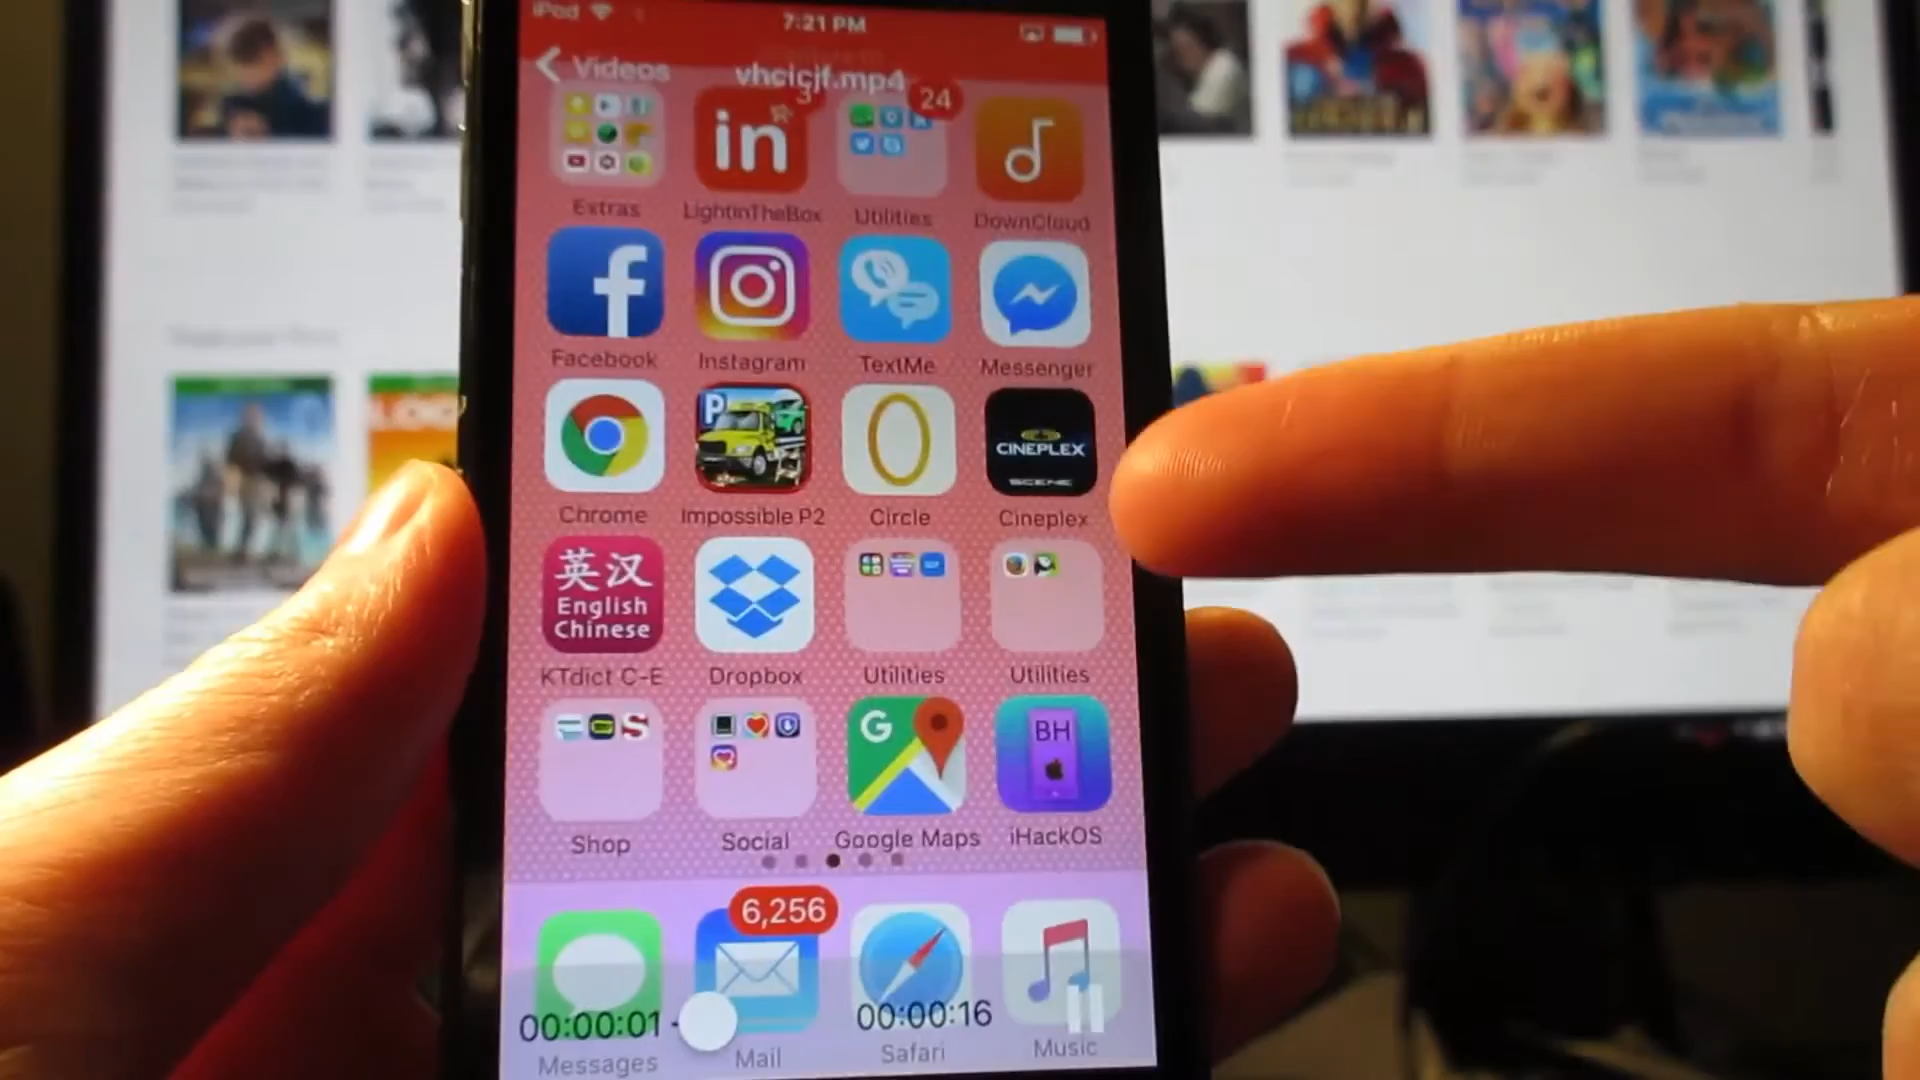 iPod 7:21 PM
Videos vhcicjf.mp4
3 24
in
Extras LightInTheBox Utilities DownCloud
Facebook Instagram TextMe Messenger
P
CINEPLEX
SCENE
Chrome Impossible P2 Circle Cineplex
英汉
English
Chinese
KTdict C-E Dropbox Utilities Utilities
S
G
BH
Shop Social Google Maps iHackOS
6,256
00:00:01 00:00:16
Messages Mail Safari Music